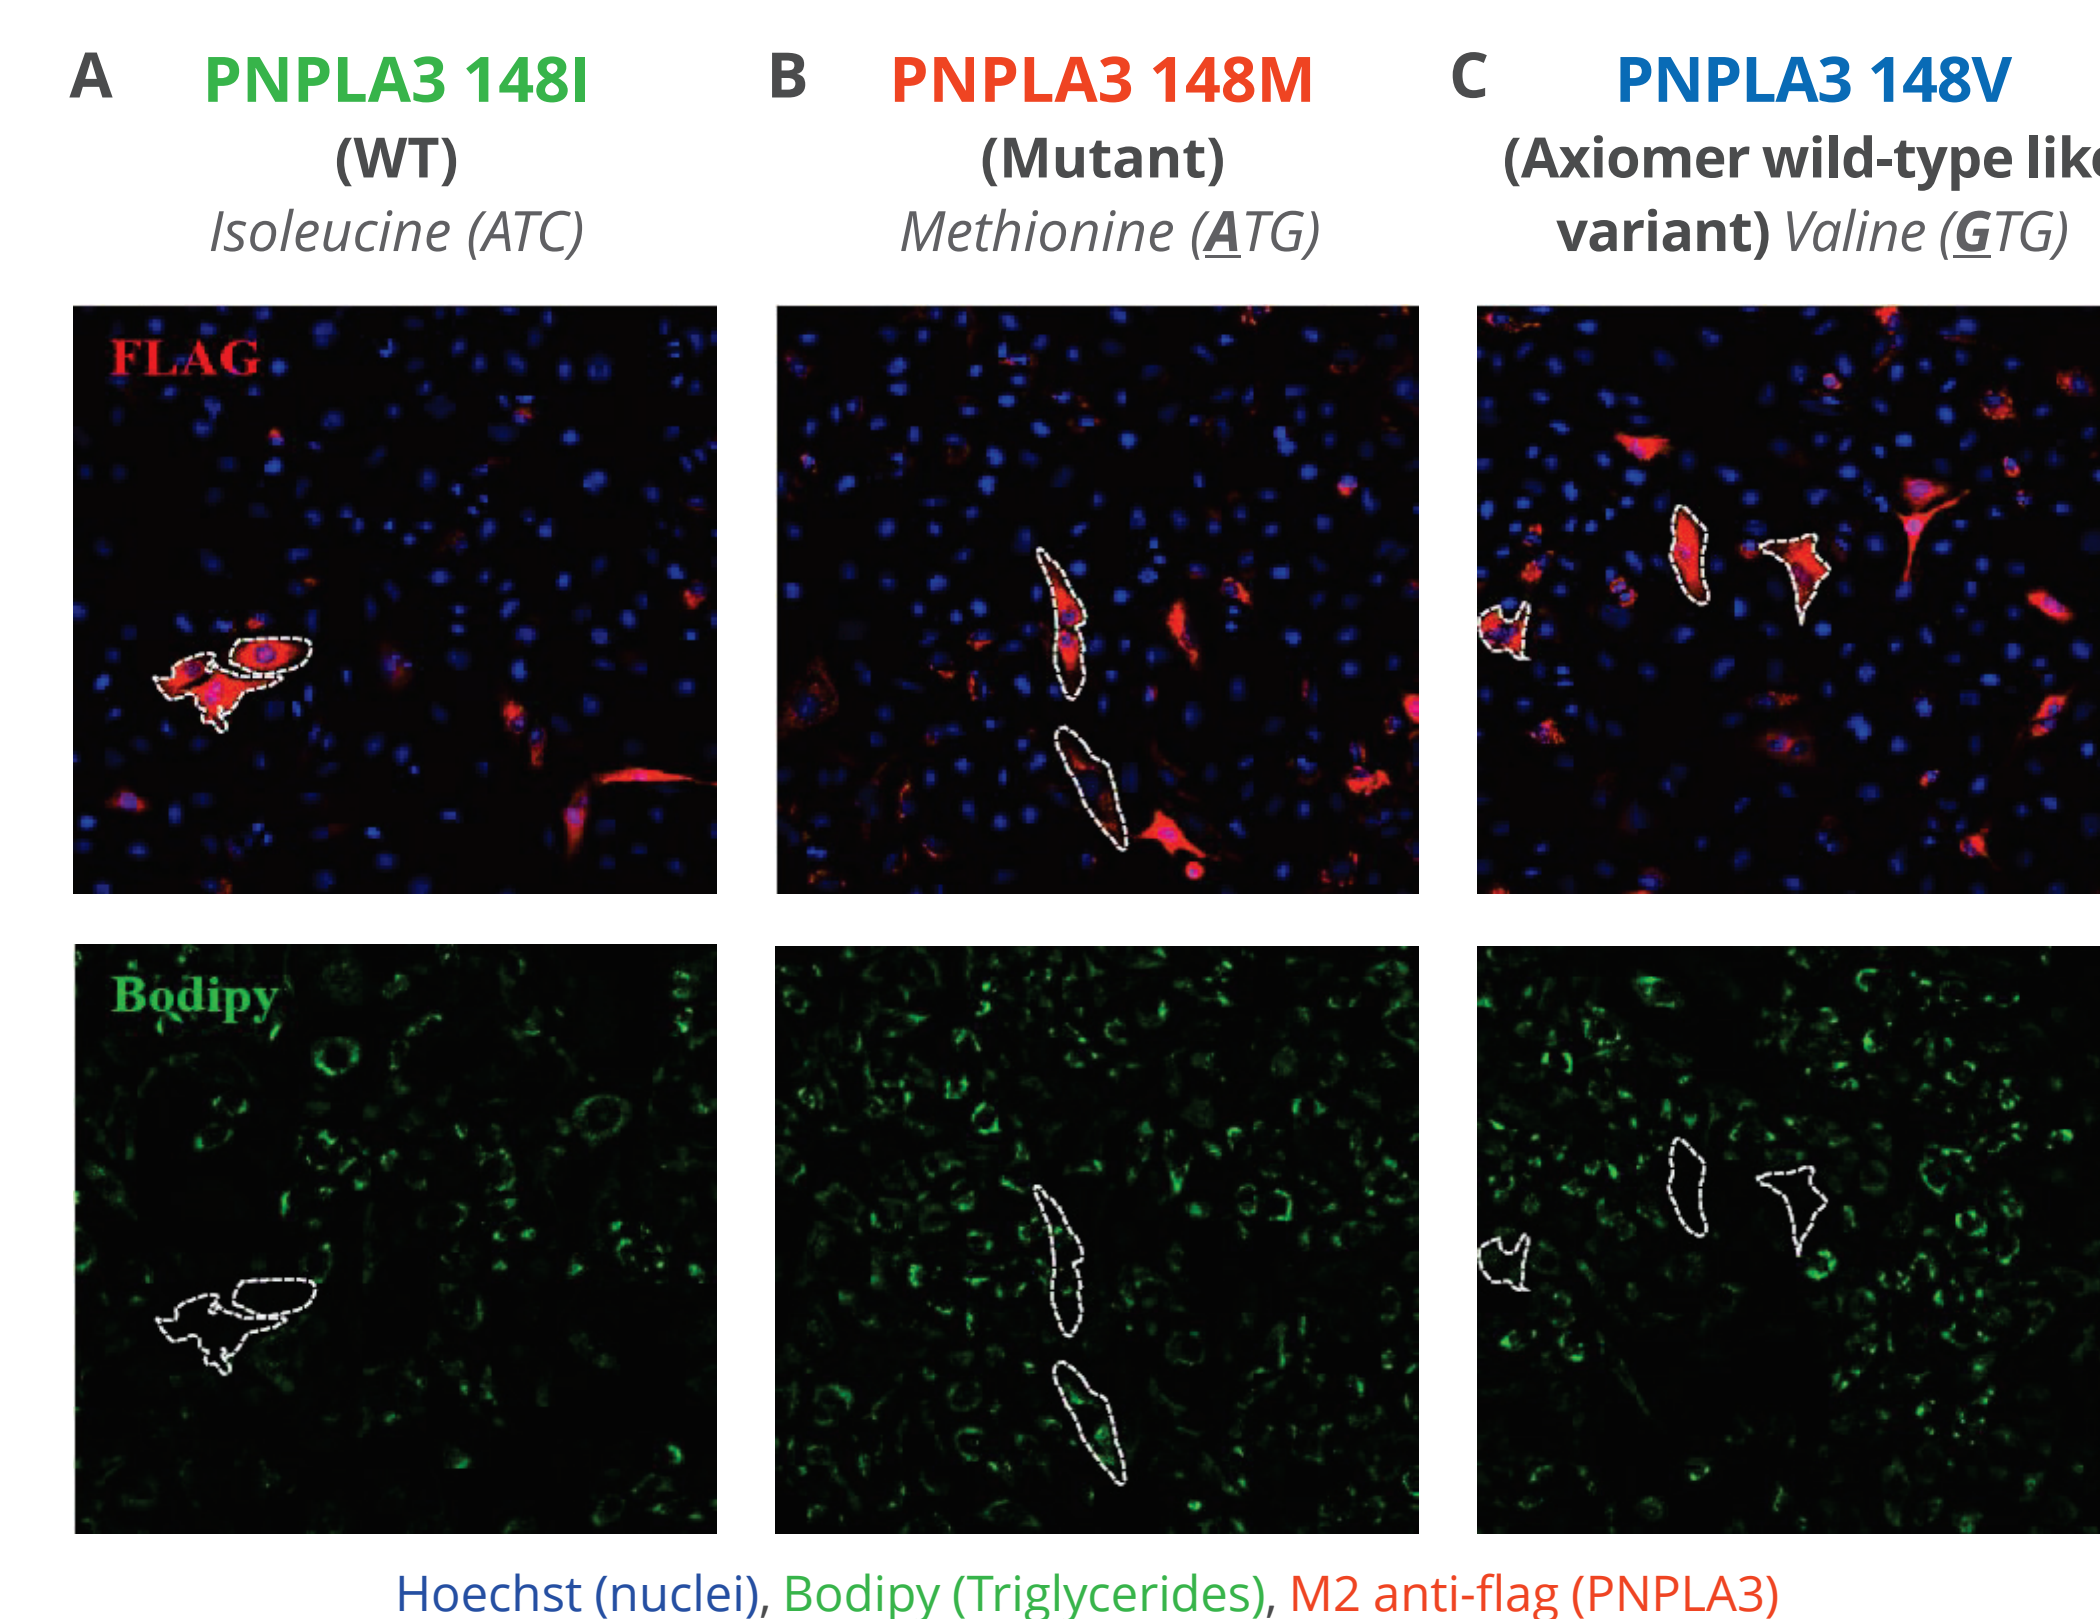 A PNPLA3 148I
(WT)
Isoleucine (ATC)
B PNPLA3 148M
(Mutant)
Methionine (ATG)
C PNPLA3 148V
(Axiomer wild-type like
variant) Valine (GTG)
FLAG
Bodipy
Hoechst (nuclei), Bodipy (Triglycerides), M2 anti-flag (PNPLA3)